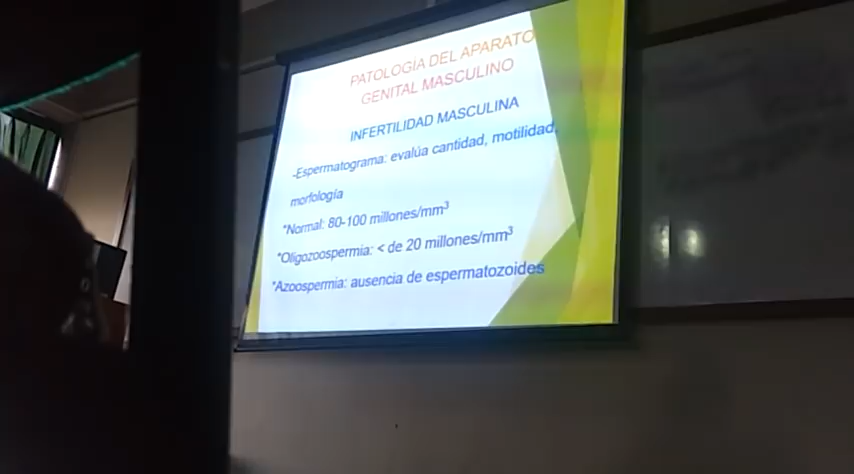 PATOLOGÍA DEL APARATO
GENITAL MASCULINO
INFERTILIDAD MASCULINA
-Espermatograma: evalúa cantidad, motilidad,
morfología
*Normal: 80-100 millones/mm³
*Oligozoospermia: < de 20 millones/mm³
*Azoospermia: ausencia de espermatozoides